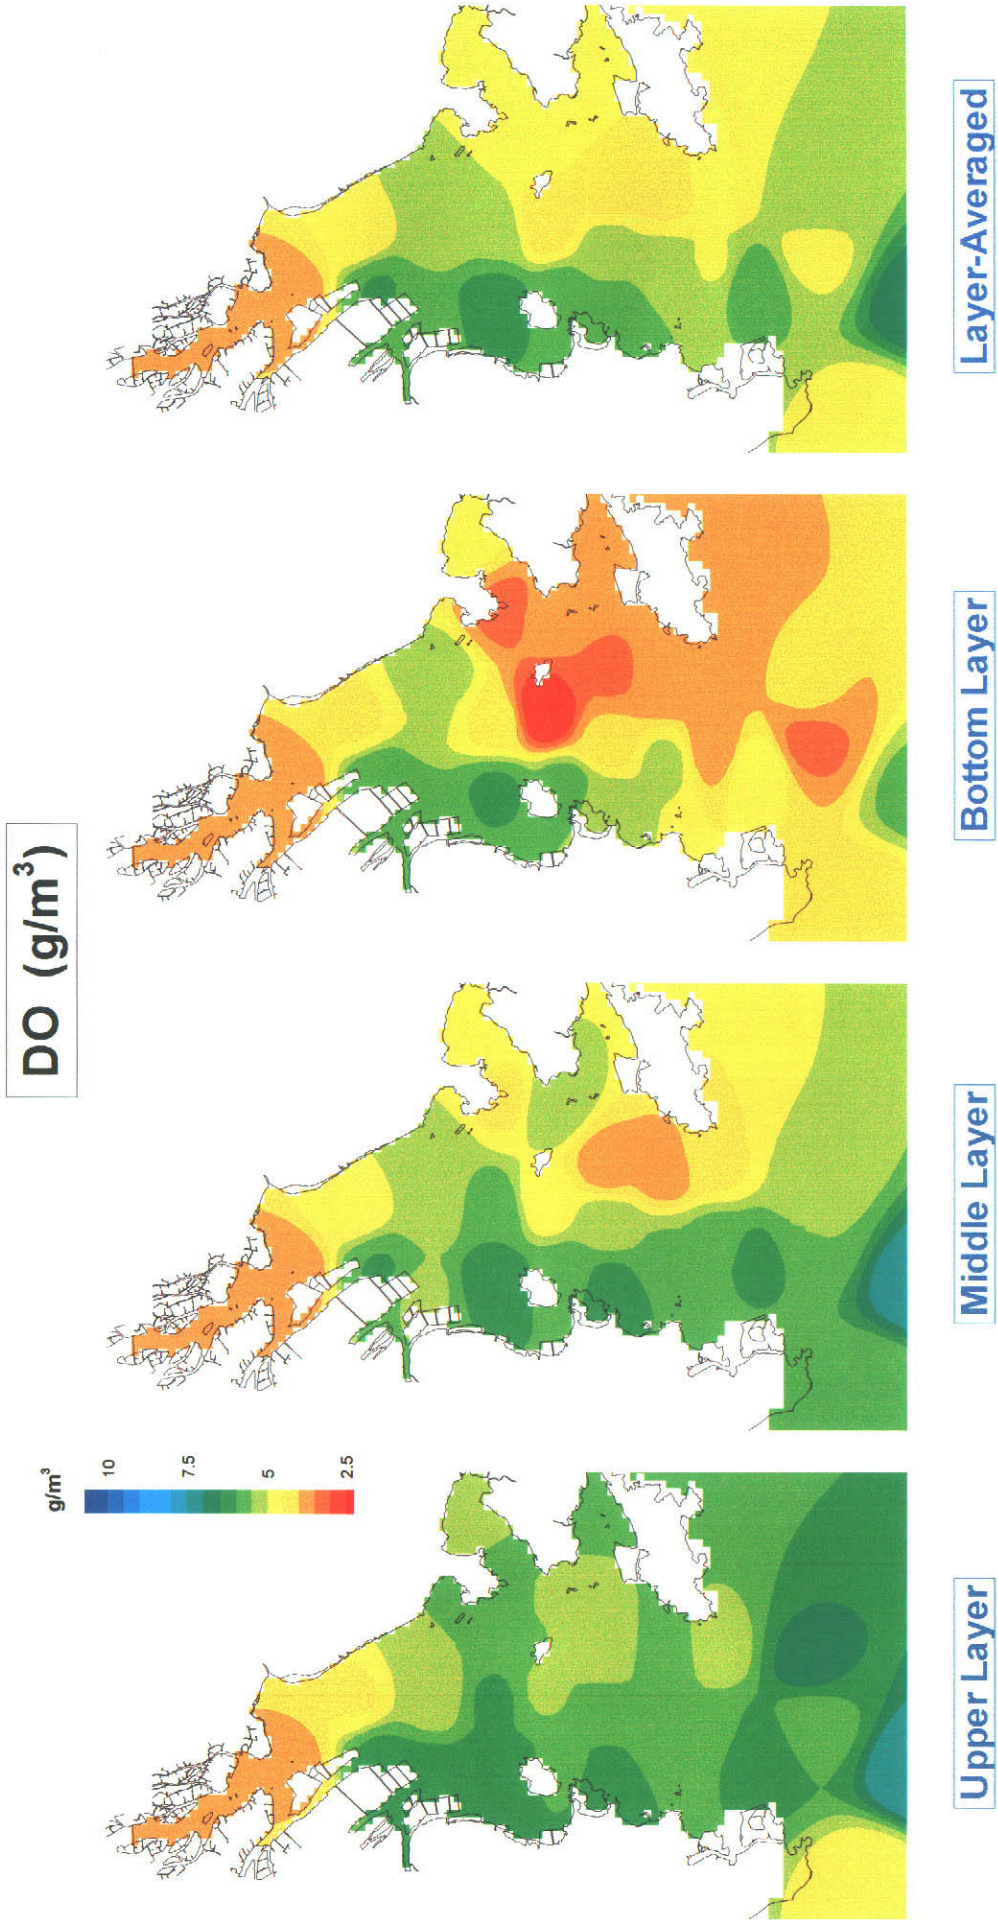 DO (g/m³)
g/m³
10
7.5
5
2.5
Upper Layer
Middle Layer
Bottom Layer
Layer-Averaged